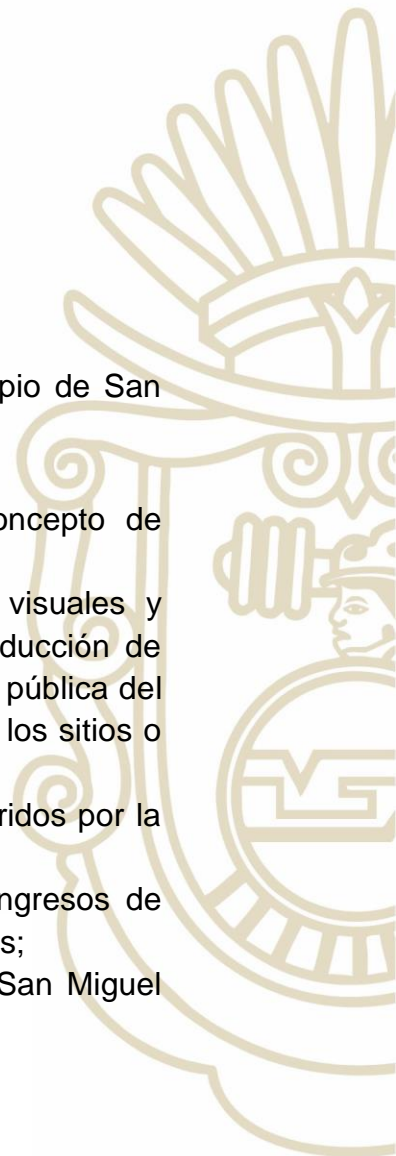 pio de San
oncepto de
visuales y
ducción de
pública del
los sitios o
ridos por la
ngresos de
s;
San Miguel